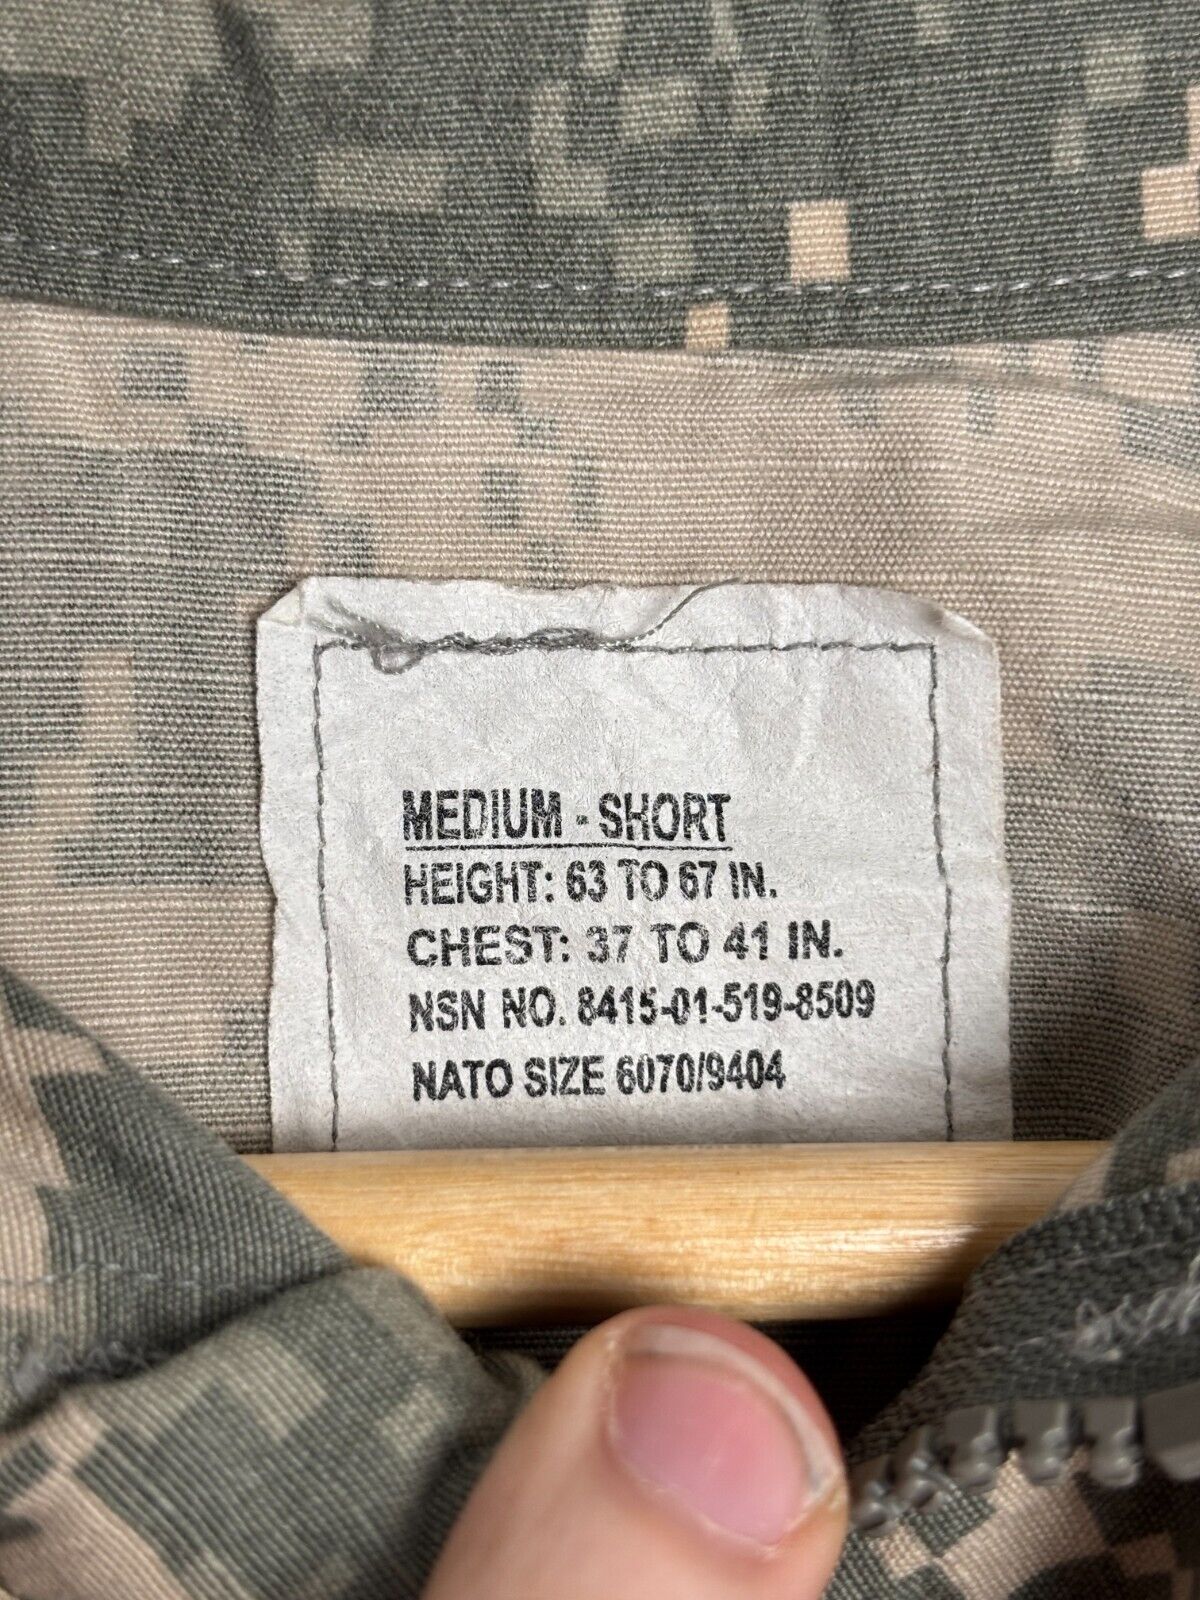 MEDIUM - SHORT
HEIGHT: 63 TO 67 IN.
CHEST: 37 TO 41 IN.
NSN NO. 8415-01-519-8509
NATO SIZE 6070/9404